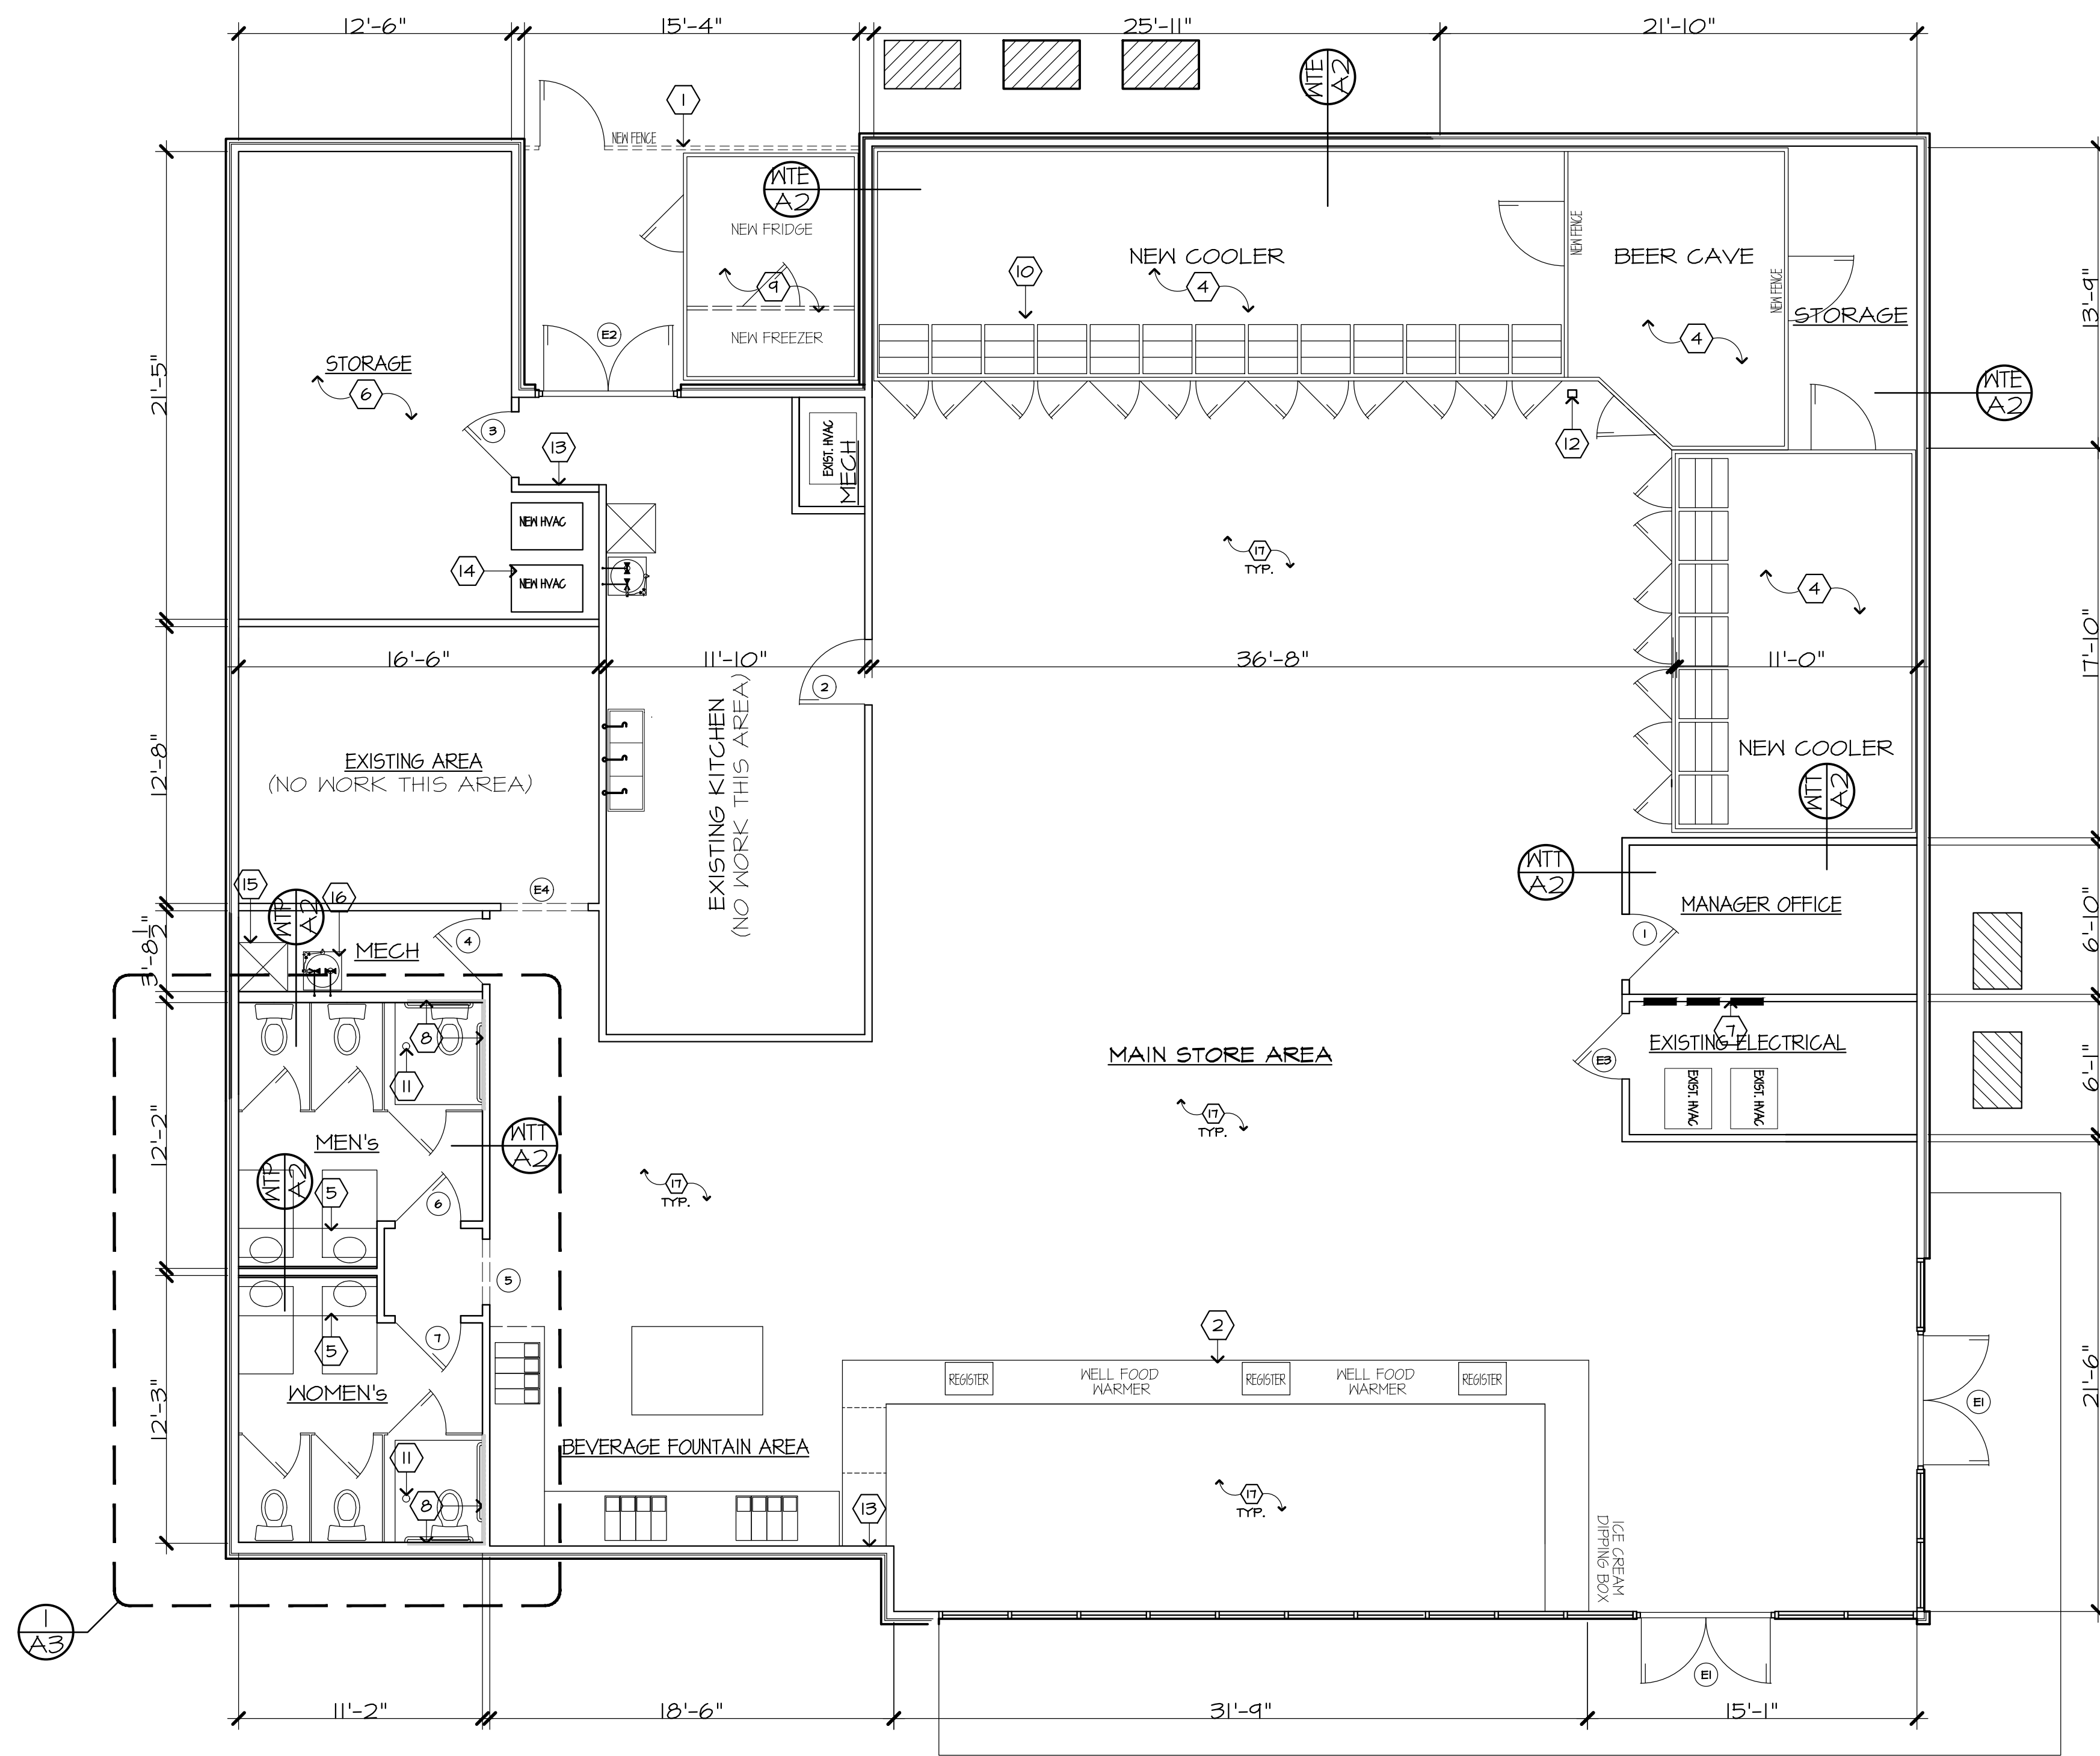 12'-6"
15'-4"
25'-11"
21'-10"
1
NEW FENCE
WTE
A2
WTE
A2
NEW FRIDGE
9
NEW FREEZER
E2
10
NEW COOLER
4
NEW FENCE
BEER CAVE
NEW FENCE
4
STORAGE
13'-9"
WTE
A2
12
21'-5"
STORAGE
6
3
13
EXIST. HVAC
MECH
NEW HVAC
14
NEW HVAC
17
TYP.
4
16'-6"
11'-10"
36'-8"
11'-0"
17'-10"
2
EXISTING KITCHEN
(NO WORK THIS AREA)
12'-8"
EXISTING AREA
(NO WORK THIS AREA)
NEW COOLER
WTT
A2
WTT
A2
MANAGER OFFICE
6'-10"
1
15
WTP
A2
16
E4
4
MECH
3'-8 1/2"
8
11
7
EXISTING ELECTRICAL
E3
EXIST. HVAC
EXIST. HVAC
6'-1"
MAIN STORE AREA
17
TYP.
12'-2"
MEN's
WTT
A2
WTP
A2
5
6
17
TYP.
5
7
5
WOMEN's
12'-3"
11
8
2
REGISTER
WELL FOOD
WARMER
REGISTER
WELL FOOD
WARMER
REGISTER
BEVERAGE FOUNTAIN AREA
13
17
TYP.
ICE CREAM
DIPPING BOX
E1
21'-6"
E1
1
A3
11'-2"
18'-6"
31'-9"
15'-1"